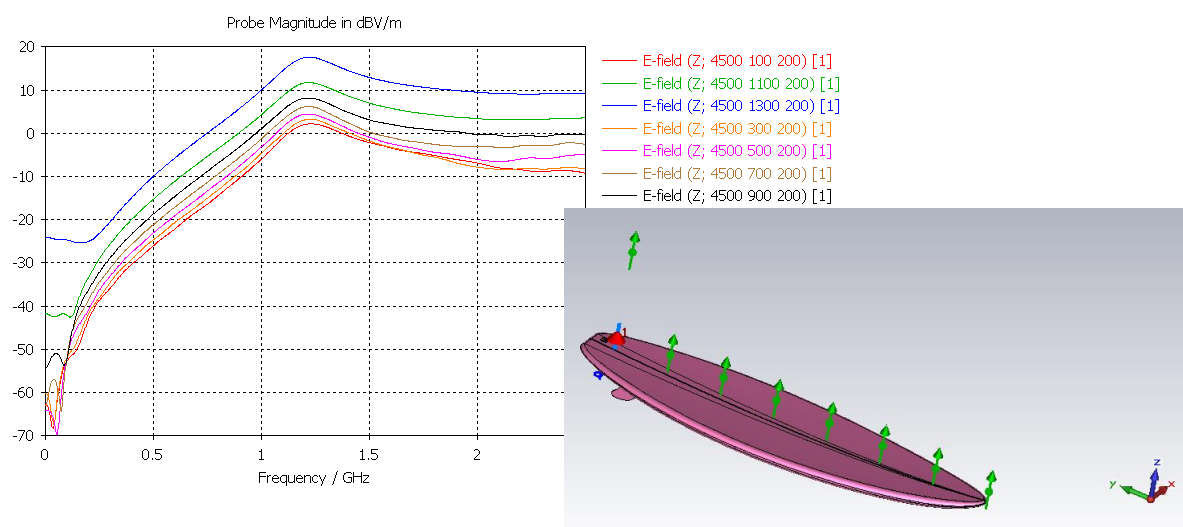 Probe Magnitude in dBV/m
20
10
0
-10
-20
-30
-40
-50
-60
-70
0
0.5
1
1.5
2
Frequency / GHz
E-field (Z; 4500 100 200) [1]
E-field (Z; 4500 1100 200) [1]
E-field (Z; 4500 1300 200) [1]
E-field (Z; 4500 300 200) [1]
E-field (Z; 4500 500 200) [1]
E-field (Z; 4500 700 200) [1]
E-field (Z; 4500 900 200) [1]
1
z
y
x